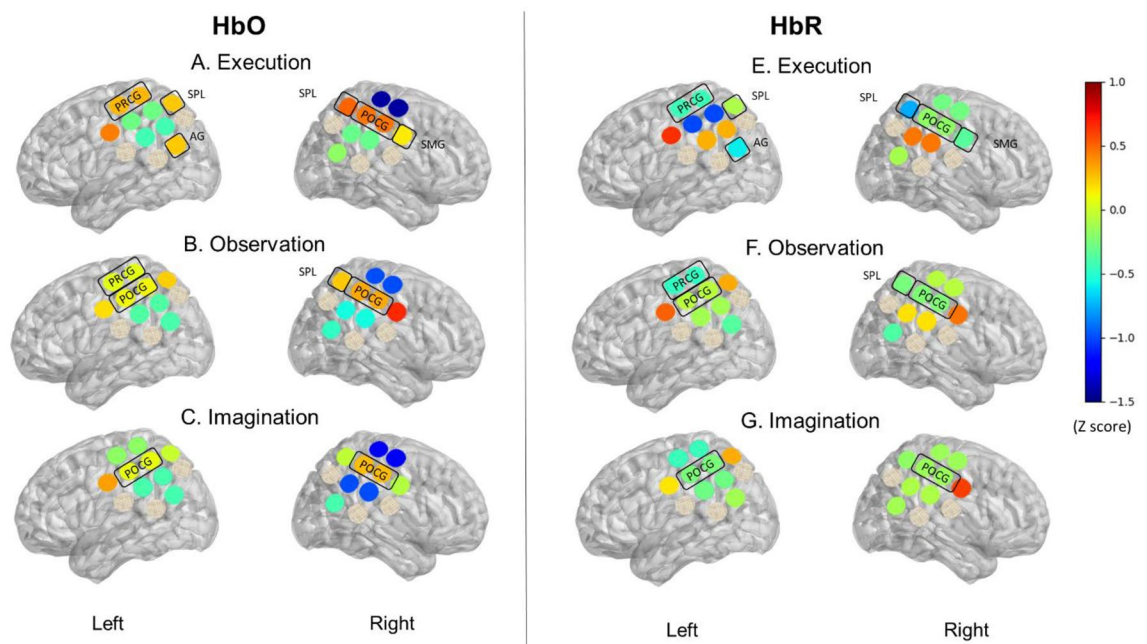 HbO
HbR
A. Execution
E. Execution
PRCG
SPL
AG
SPL
POCG
SMG
PRCG
SPL
AG
SPL
POCG
SMG
B. Observation
F. Observation
PRCG
POCG
SPL
POCG
PRCG
POCG
SPL
POCG
C. Imagination
G. Imagination
POCG
POCG
POCG
POCG
Left
Right
Left
Right
1.0
0.5
0.0
−0.5
−1.0
−1.5
(Z score)